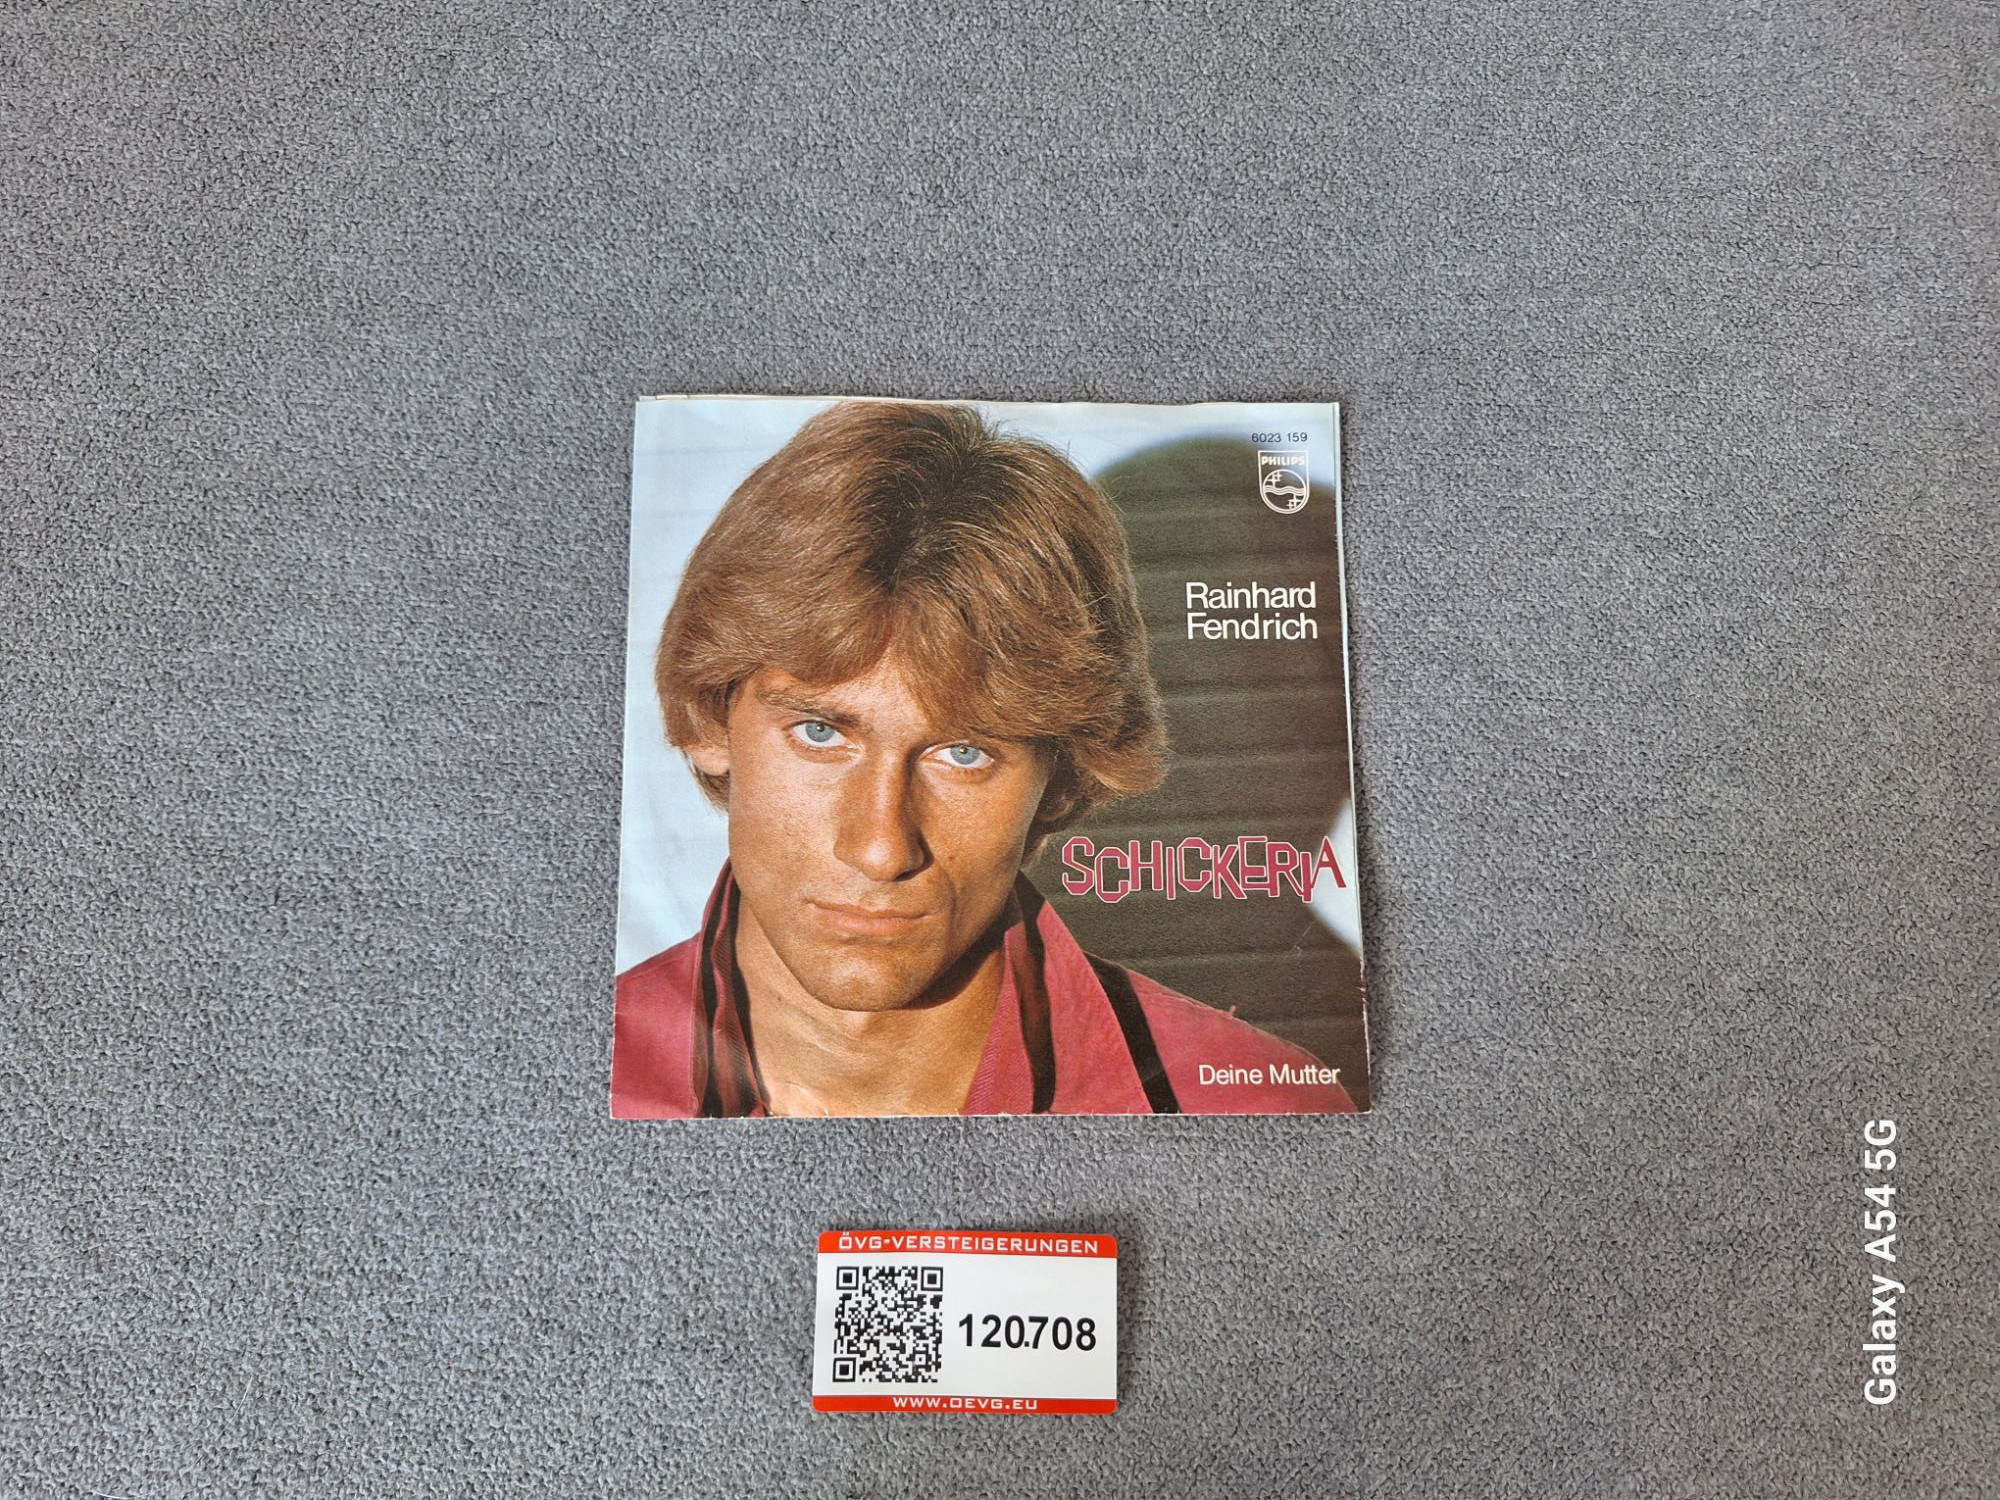 6023 159
PHILIPS
Rainhard
Fendrich
SCHICKERIA
Deine Mutter
ÖVG-VERSTEIGERUNGEN
120.708
WWW.OEVG.EU
Galaxy A54 5G